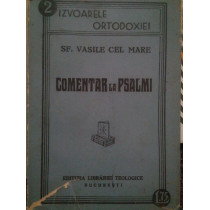 2 IZVOARELE
ORTODOXIEI
SF. VASILE CEL MARE
COMENTAR LA PSALMI
EDITURA LIBRĂRIEI TEOLOGICE
BUCUREȘTI